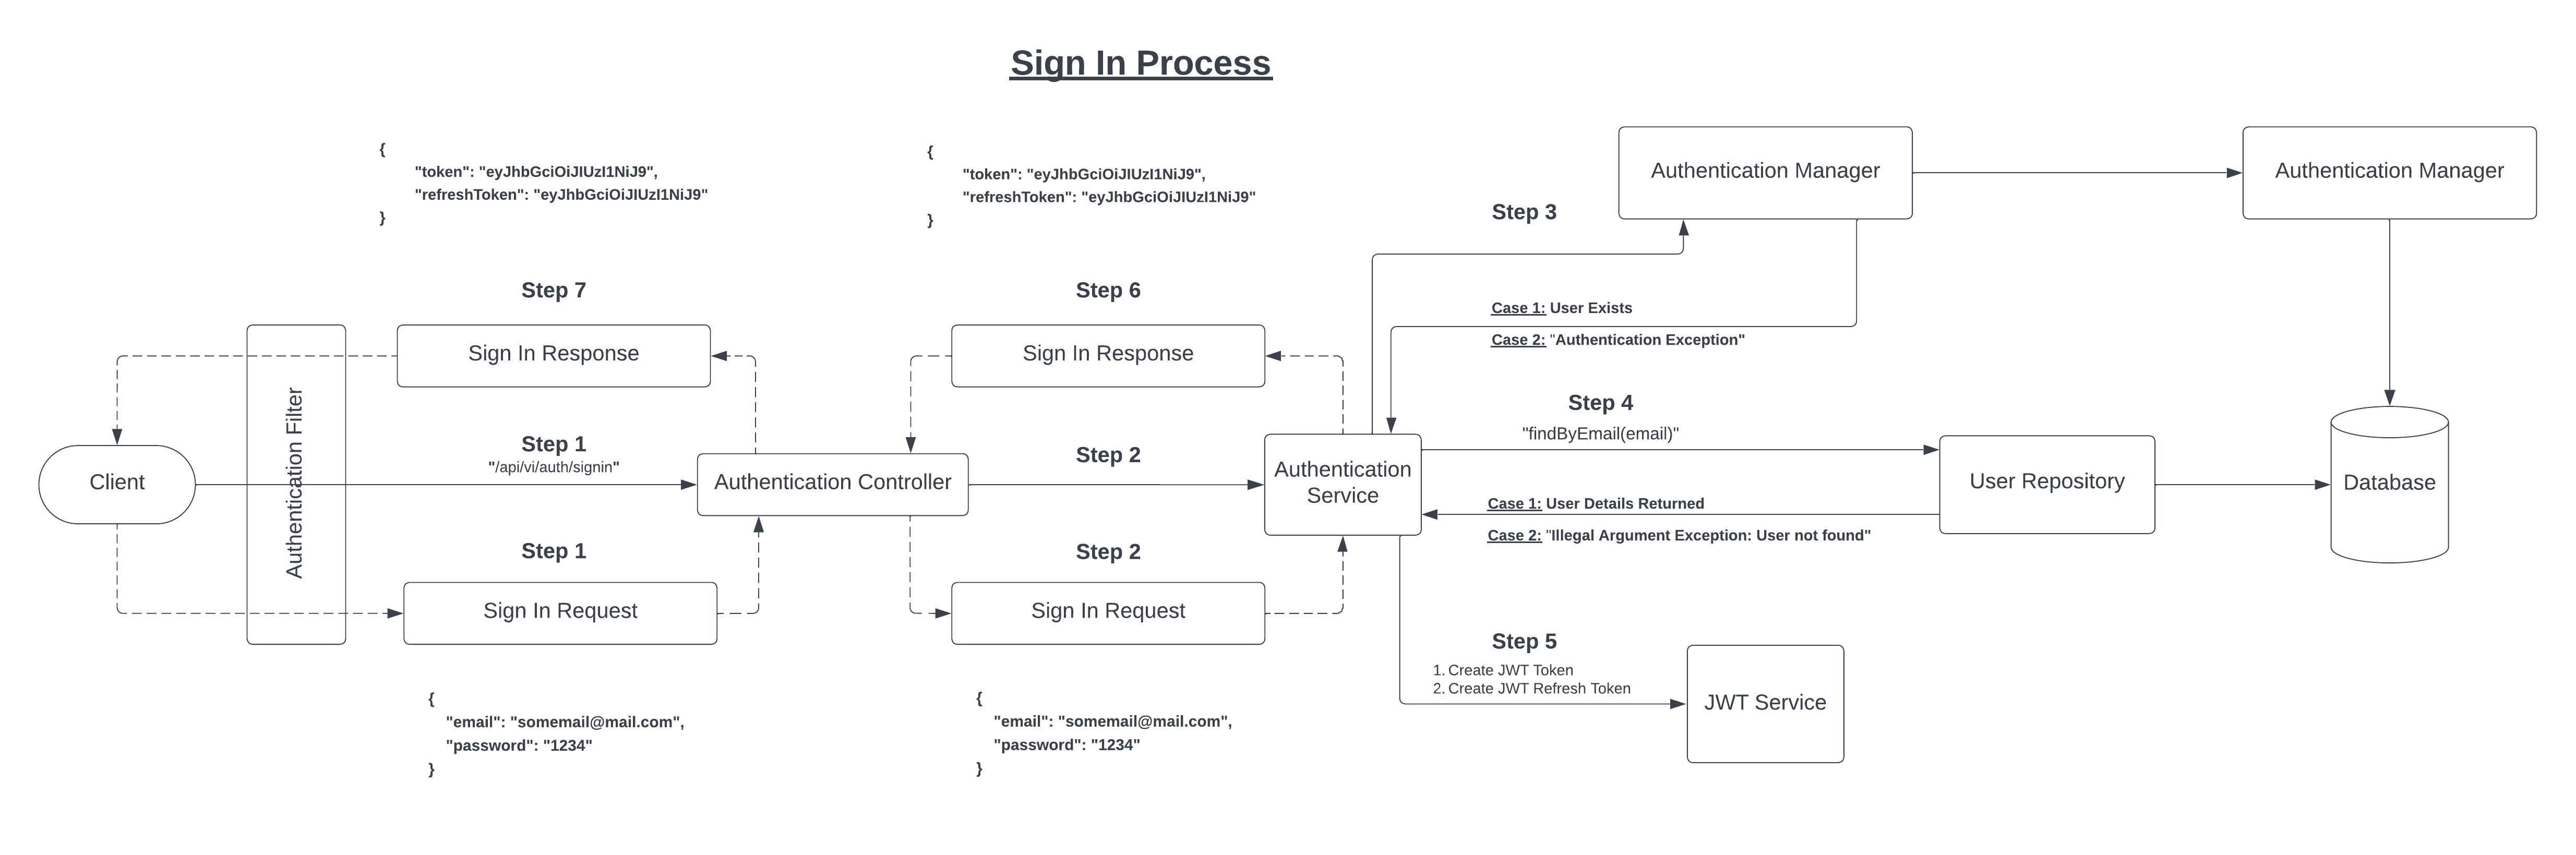 Sign In Process
{
"token": "eyJhbGciOiJIUzI1NiJ9",
"refreshToken": "eyJhbGciOiJIUzI1NiJ9"
}
{
"token": "eyJhbGciOiJIUzI1NiJ9",
"refreshToken": "eyJhbGciOiJIUzI1NiJ9"
}
Step 3
Authentication Manager
Authentication Manager
Step 7
Sign In Response
Step 6
Sign In Response
Case 1: User Exists
Case 2: "Authentication Exception"
Client
Authentication Filter
Step 1
"/api/vi/auth/signin"
Authentication Controller
Step 2
Authentication
Service
Step 4
"findByEmail(email)"
User Repository
Database
Case 1: User Details Returned
Case 2: "Illegal Argument Exception: User not found"
Step 1
Sign In Request
Step 2
Sign In Request
Step 5
1. Create JWT Token
2. Create JWT Refresh Token
JWT Service
{
"email": "somemail@mail.com",
"password": "1234"
}
{
"email": "somemail@mail.com",
"password": "1234"
}